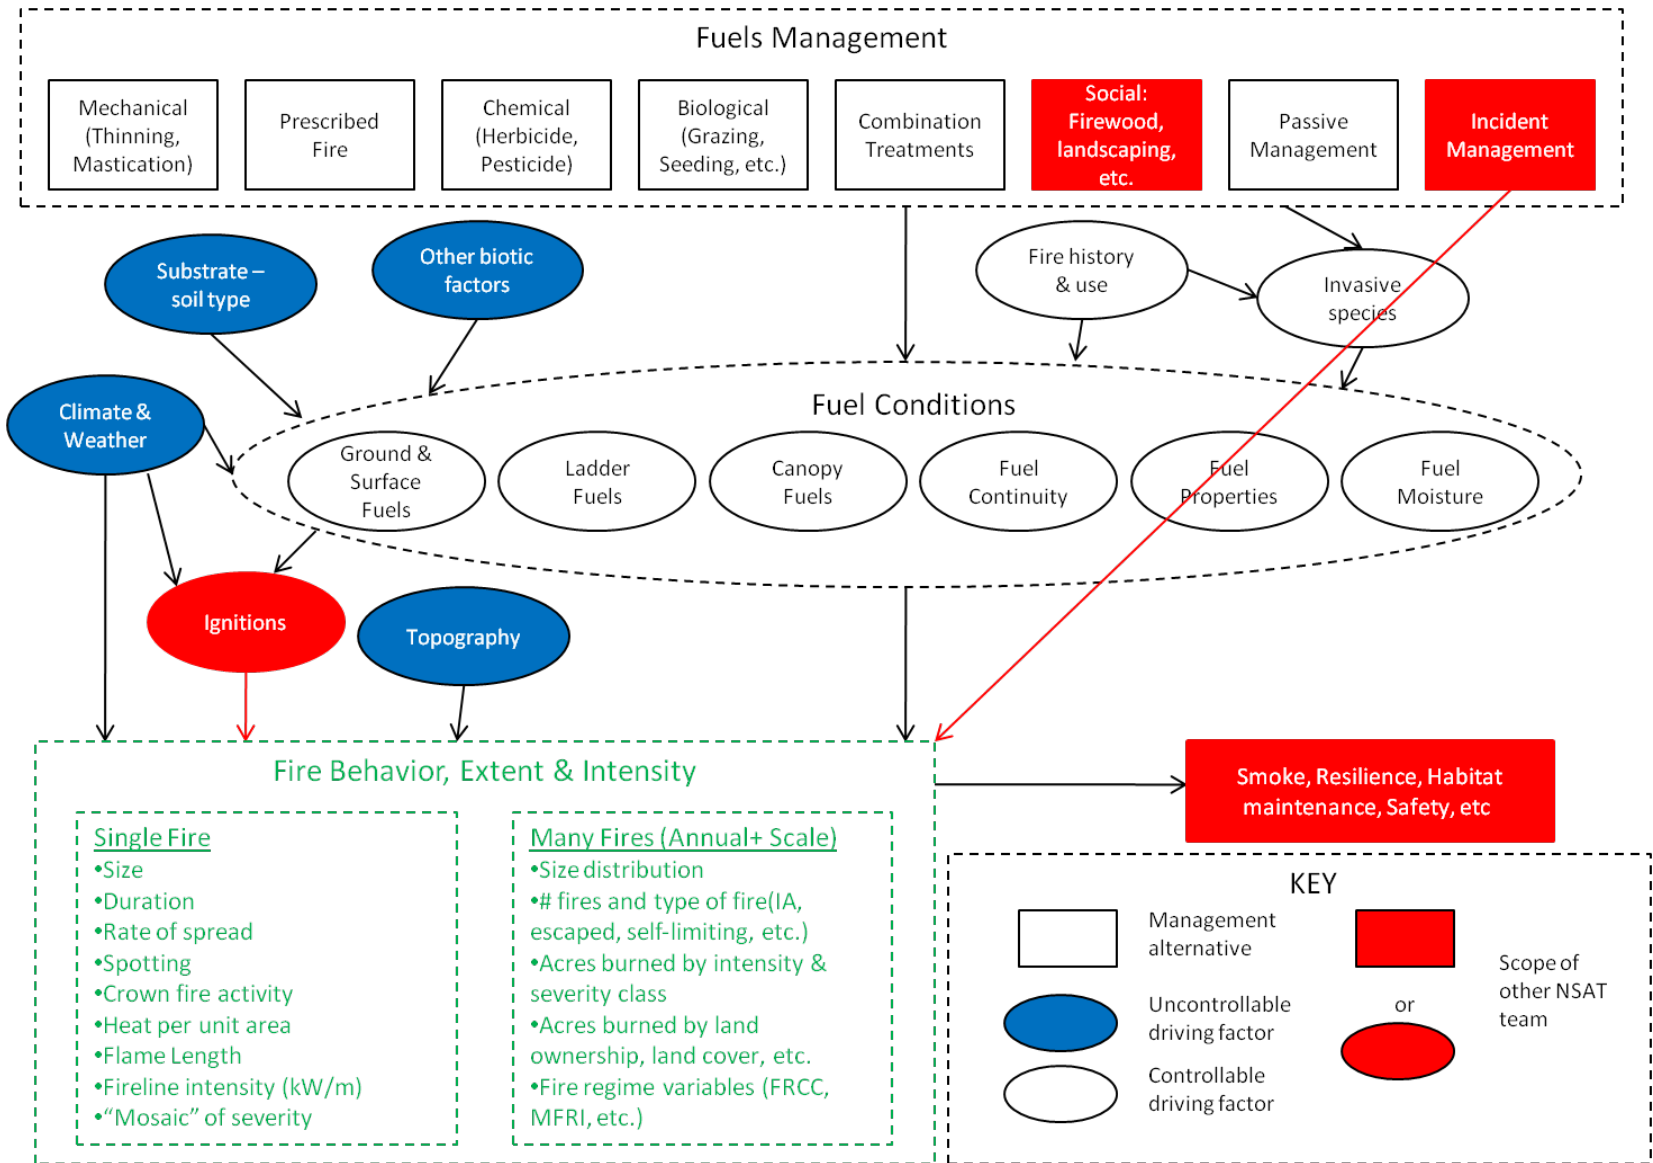 Fuels Management
Mechanical
(Thinning,
Mastication)
Prescribed
Fire
Chemical
(Herbicide,
Pesticide)
Biological
(Grazing,
Seeding, etc.)
Combination
Treatments
Social:
Firewood,
landscaping,
etc.
Passive
Management
Incident
Management
Substrate –
soil type
Other biotic
factors
Fire history
& use
Invasive
species
Climate &
Weather
Fuel Conditions
Ground &
Surface
Fuels
Ladder
Fuels
Canopy
Fuels
Fuel
Continuity
Fuel
Properties
Fuel
Moisture
Ignitions
Topography
Fire Behavior, Extent & Intensity
Single Fire
•Size
•Duration
•Rate of spread
•Spotting
•Crown fire activity
•Heat per unit area
•Flame Length
•Fireline intensity (kW/m)
•“Mosaic” of severity
Many Fires (Annual+ Scale)
•Size distribution
•# fires and type of fire(IA,
escaped, self-limiting, etc.)
•Acres burned by intensity &
severity class
•Acres burned by land
ownership, land cover, etc.
•Fire regime variables (FRCC,
MFRI, etc.)
Smoke, Resilience, Habitat
maintenance, Safety, etc
KEY
Management
alternative
Uncontrollable
driving factor
Controllable
driving factor
or
Scope of
other NSAT
team